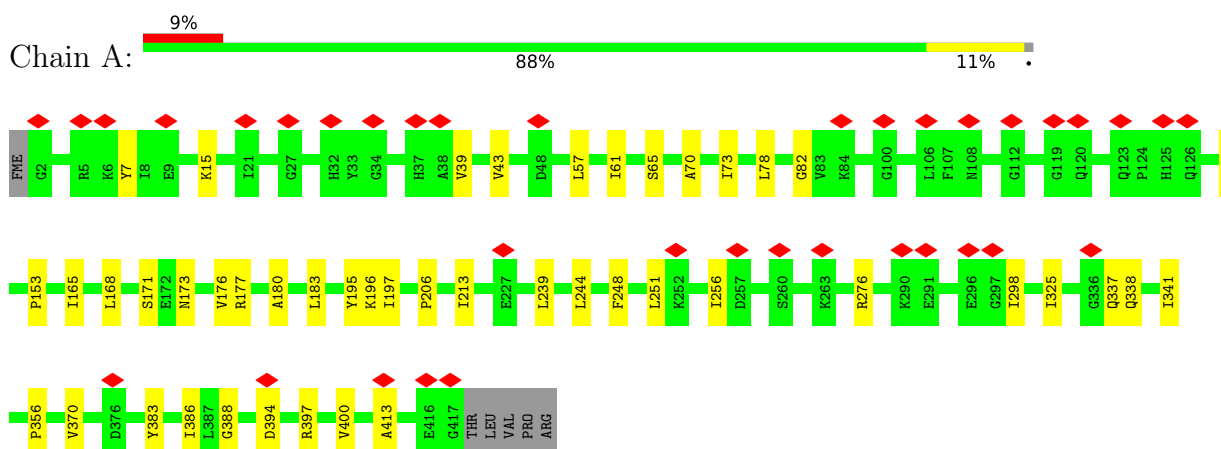 9%
Chain A:
88% 11% •
FME G2 R5 K6 Y7 I8 E9 K15 I21 G27 H32 Y33 G34 H37 A38 V39 V43 D48 L57 I61 S65 A70 I73 L78 G82 V83 K84 G100 L106 F107 N108 G112 G119 Q120 Q123 P124 H125 Q126
P153 I165 L168 S171 E172 N173 V176 R177 A180 L183 Y195 K196 I197 P206 I213 E227 L239 L244 F248 L251 K252 I256 D257 S260 K263 R276 K290 E291 E296 G297 I298 I325 G336 Q337 Q338 I341
P356 V370 D376 Y383 I386 L387 G388 D394 R397 V400 A413 E416 G417 THR LEU VAL PRO ARG